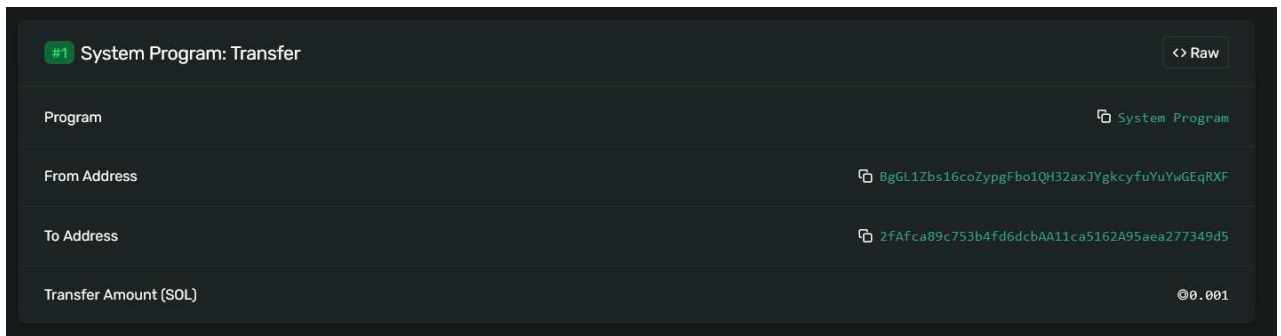 #1 System Program: Transfer <> Raw
Program System Program
From Address BgGL1Zbs16coZypgFbo1QH32axJYgkcyfuYuYwGEqRXF
To Address 2fAfca89c753b4fd6dcbAA11ca5162A95aea277349d5
Transfer Amount (SOL) ◎0.001